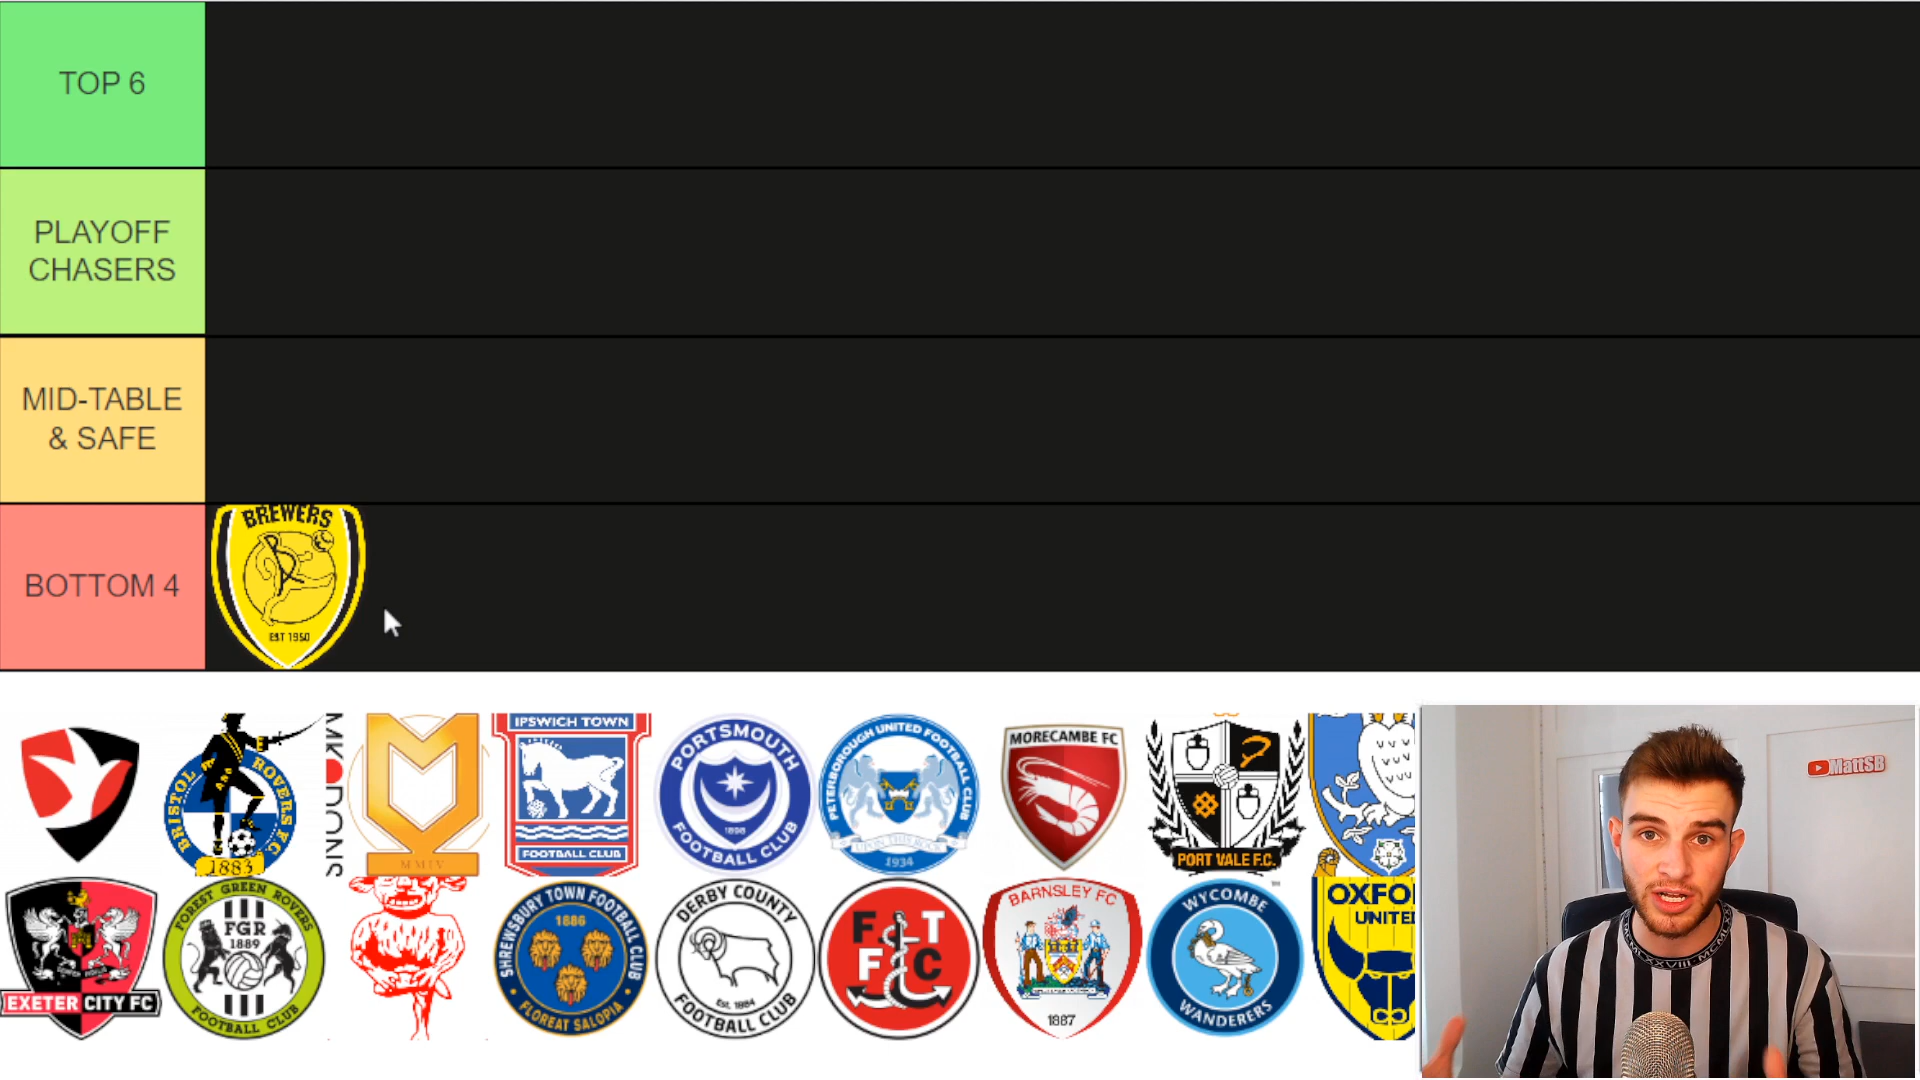 TOP 6
PLAYOFF
CHASERS
MID-TABLE
& SAFE
BOTTOM 4
BREWERS
EST 1950
BRISTOL ROVERS F.C
1883
MK DONS
MMIV
IPSWICH TOWN
FOOTBALL CLUB
PORTSMOUTH
1898
FOOTBALL CLUB
PETERBOROUGH UNITED FOOTBALL CLUB
1934
MORECAMBE FC
PORT VALE F.C.
MattSB
EXETER CITY FC
FOREST GREEN ROVERS
FGR
1889
FOOTBALL CLUB
SHREWSBURY TOWN FOOTBALL CLUB
1886
FLOREAT SALOPIA
DERBY COUNTY
Est. 1884
FOOTBALL CLUB
F T
F C
BARNSLEY FC
1887
WYCOMBE
WANDERERS
OXFO
UNITED